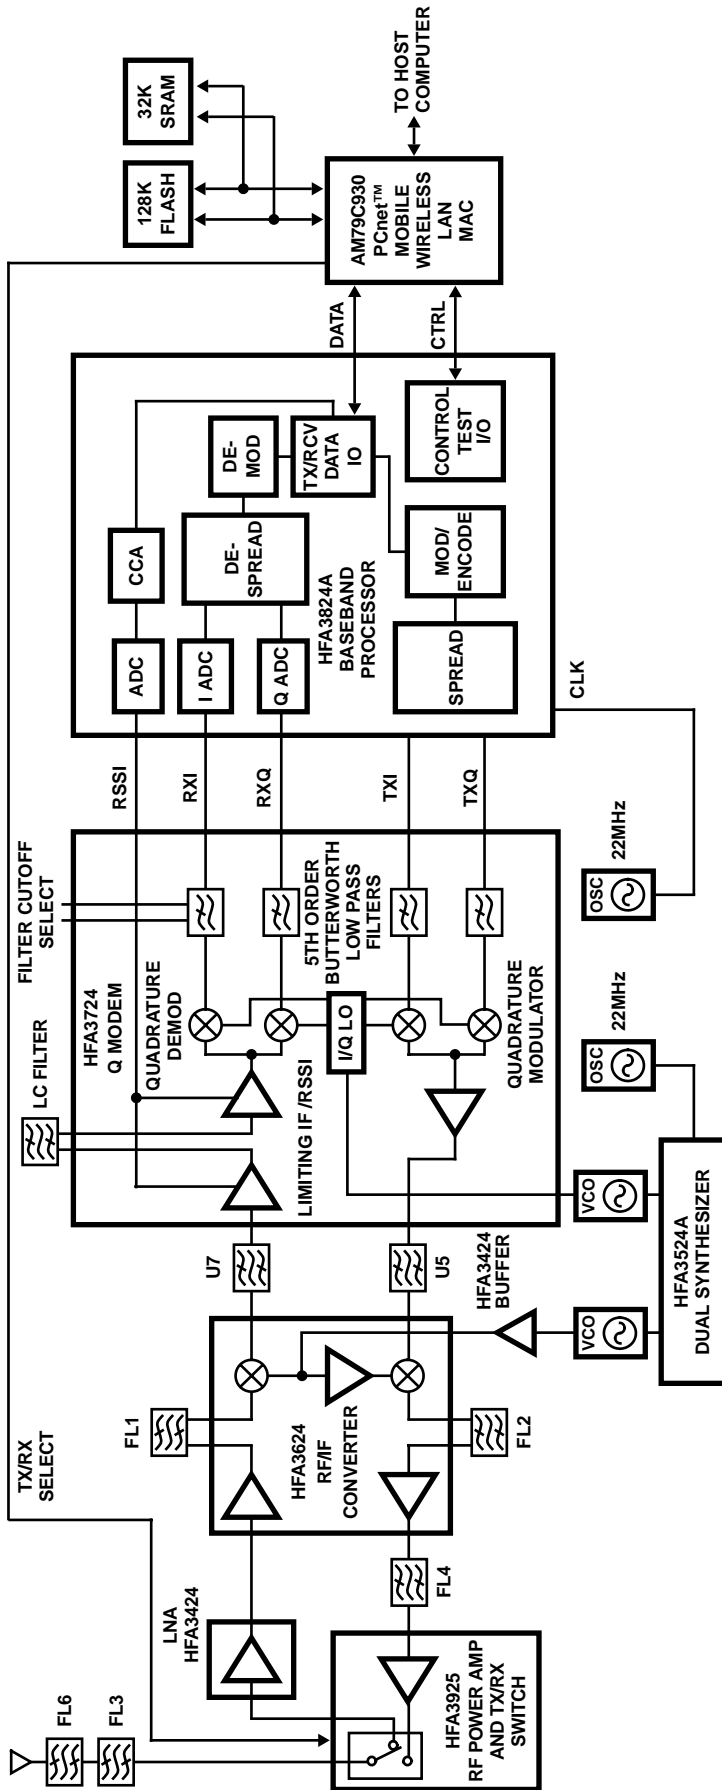 FL6
FL3
TX/RX
SELECT
LNA
HFA3424
HFA3925
RF POWER AMP
AND TX/RX
SWITCH
FL1
HFA3624
RF/IF
CONVERTER
FL4
FL2
U7
U5
HFA3424
BUFFER
LC FILTER
FILTER CUTOFF
SELECT
HFA3724
Q MODEM
QUADRATURE
DEMOD
LIMITING IF /RSSI
I/Q LO
5TH ORDER
BUTTERWORTH
LOW PASS
FILTERS
QUADRATURE
MODULATOR
VCO
VCO
HFA3524A
DUAL SYNTHESIZER
OSC
22MHz
OSC
22MHz
CLK
RSSI
RXI
RXQ
TXI
TXQ
ADC
I ADC
Q ADC
CCA
DE-
SPREAD
DE-
MOD
HFA3824A
BASEBAND
PROCESSOR
TX/RCV
DATA
IO
SPREAD
MOD/
ENCODE
CONTROL
TEST
I/O
DATA
CTRL
128K
FLASH
32K
SRAM
AM79C930
PCnet™
MOBILE
WIRELESS
LAN
MAC
TO HOST
COMPUTER